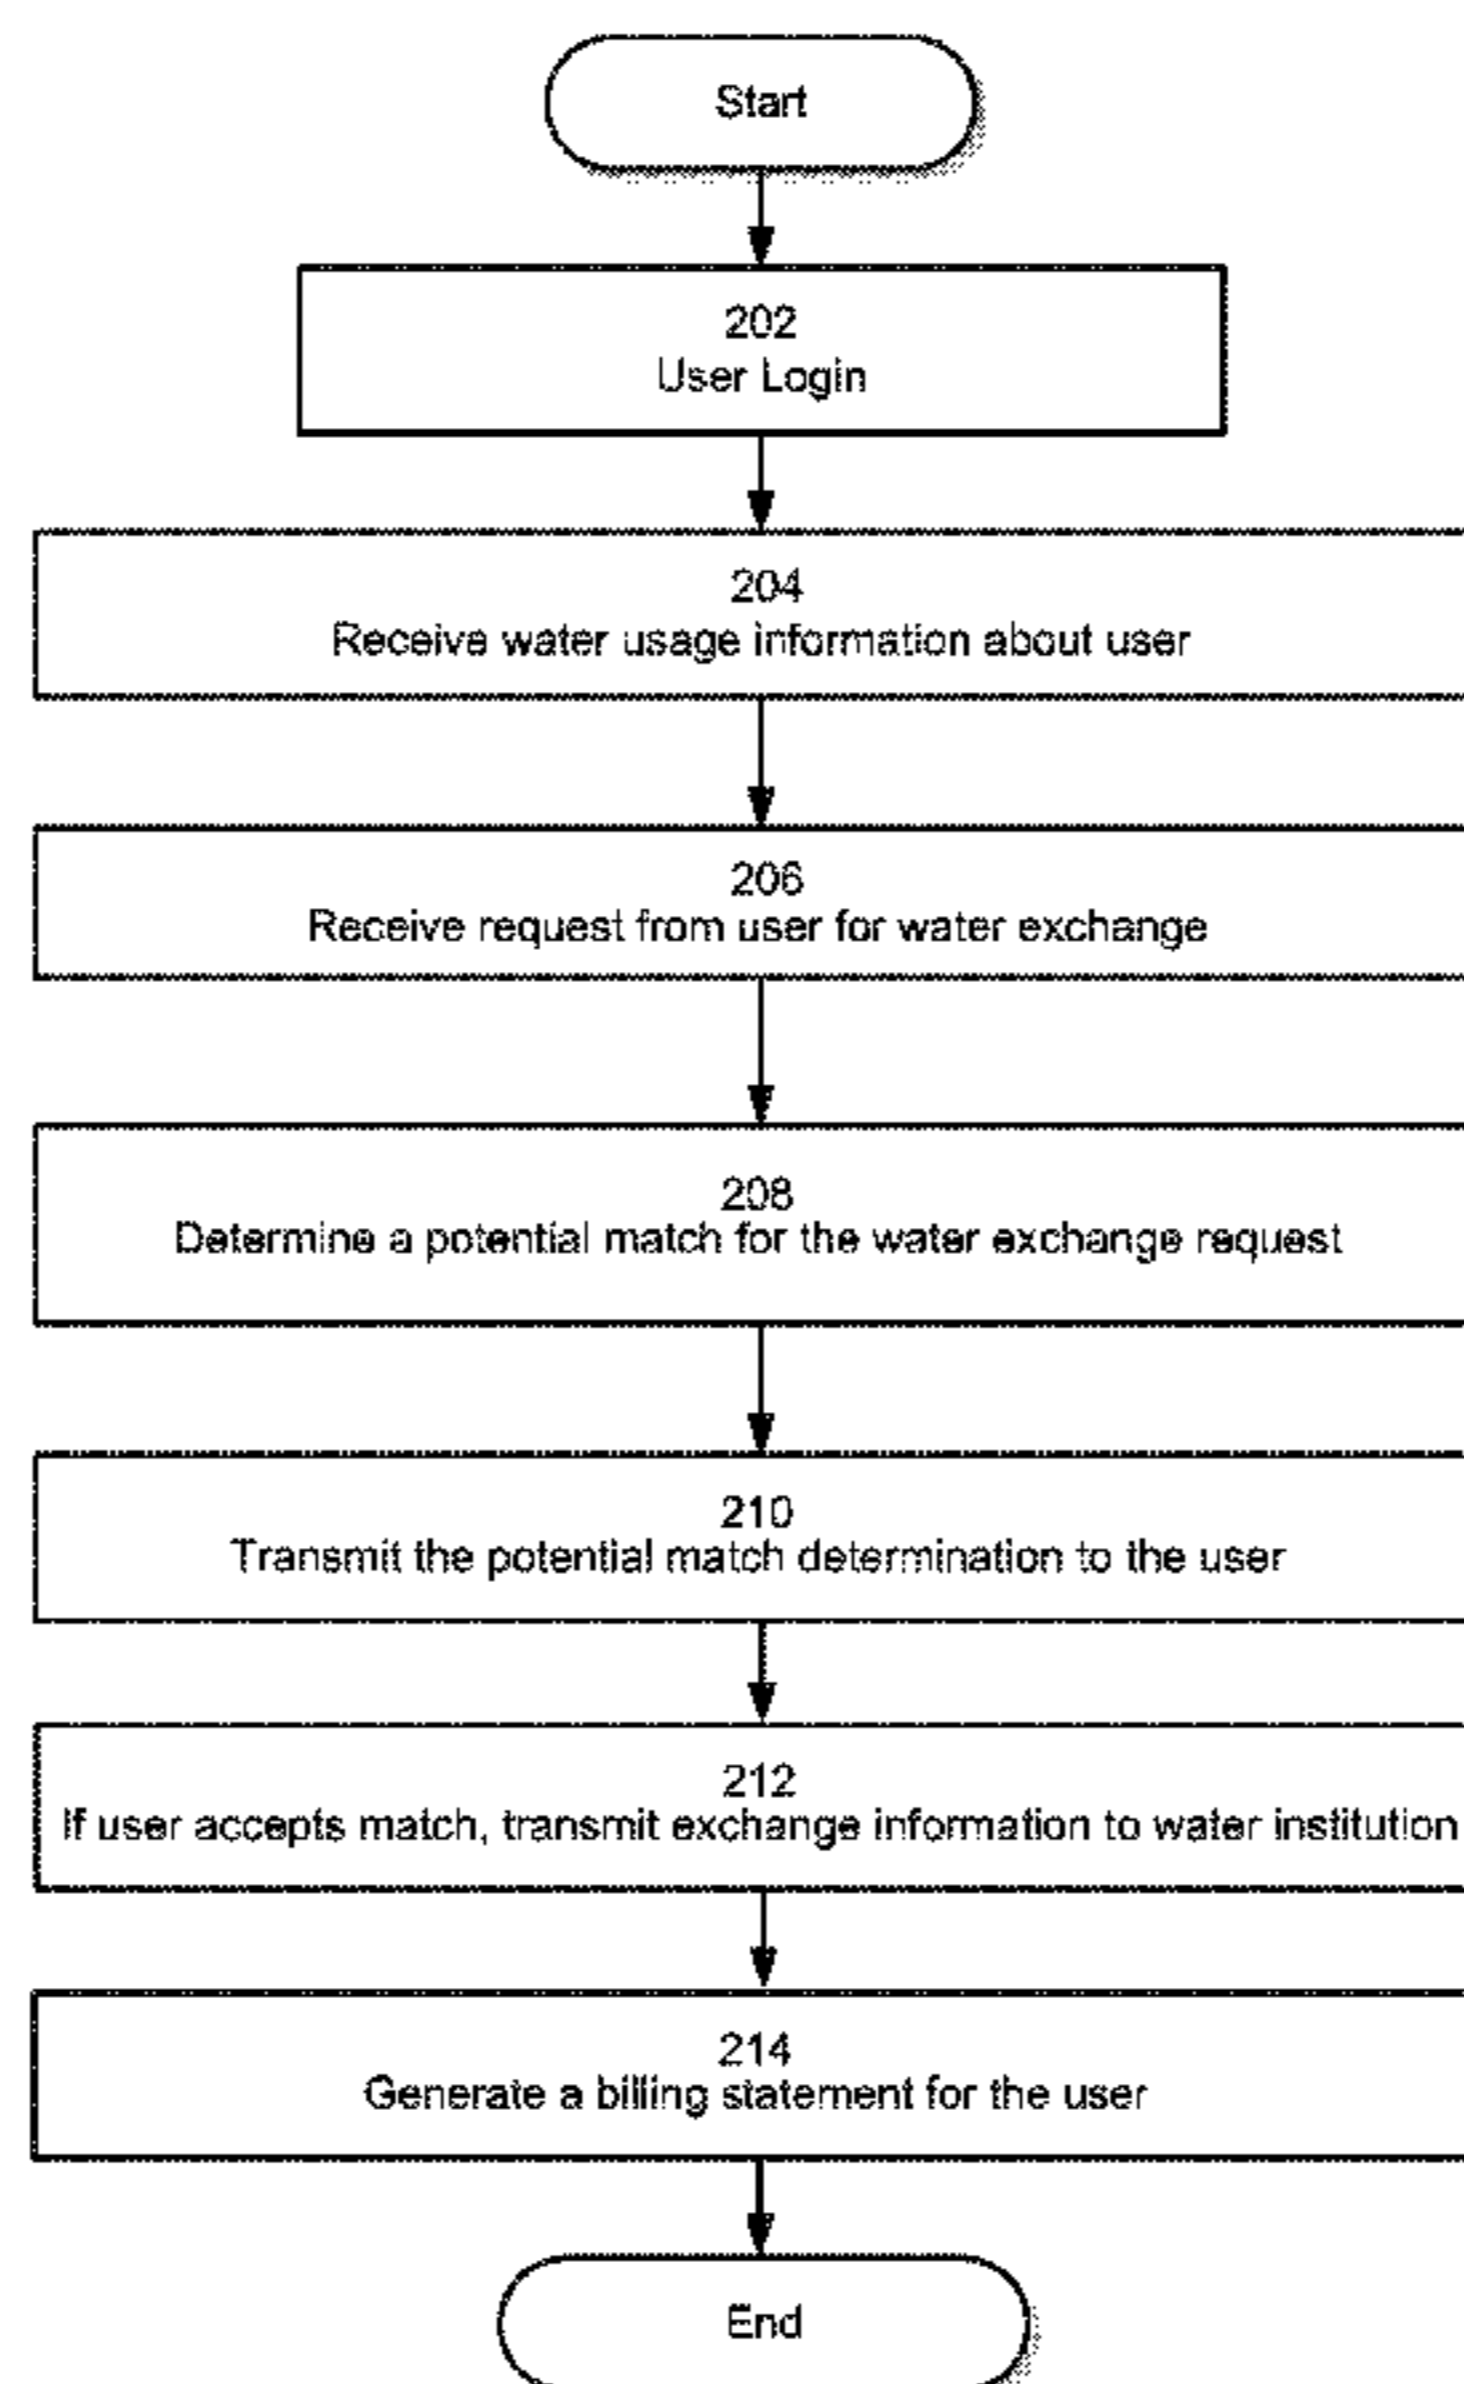 Start
202
User Login
204
Receive water usage information about user
206
Receive request from user for water exchange
208
Determine a potential match for the water exchange request
210
Transmit the potential match determination to the user
212
If user accepts match, transmit exchange information to water institution
214
Generate a billing statement for the user
End